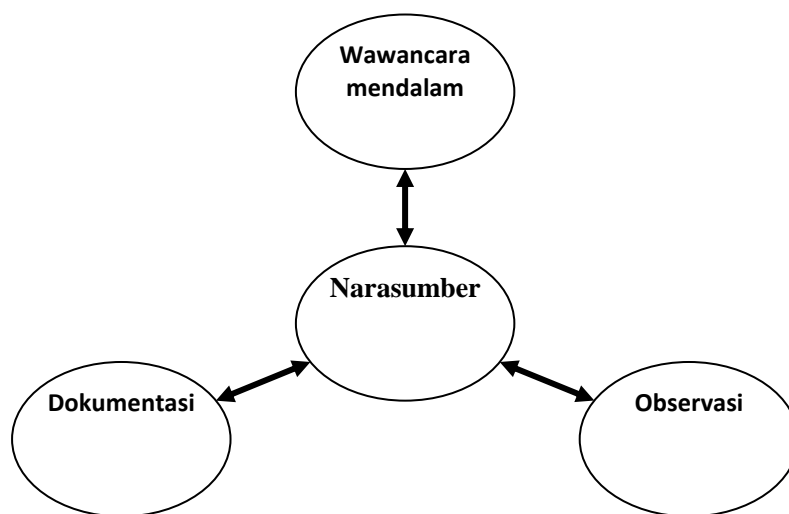 Wawancara
mendalam
Narasumber
Dokumentasi
Observasi